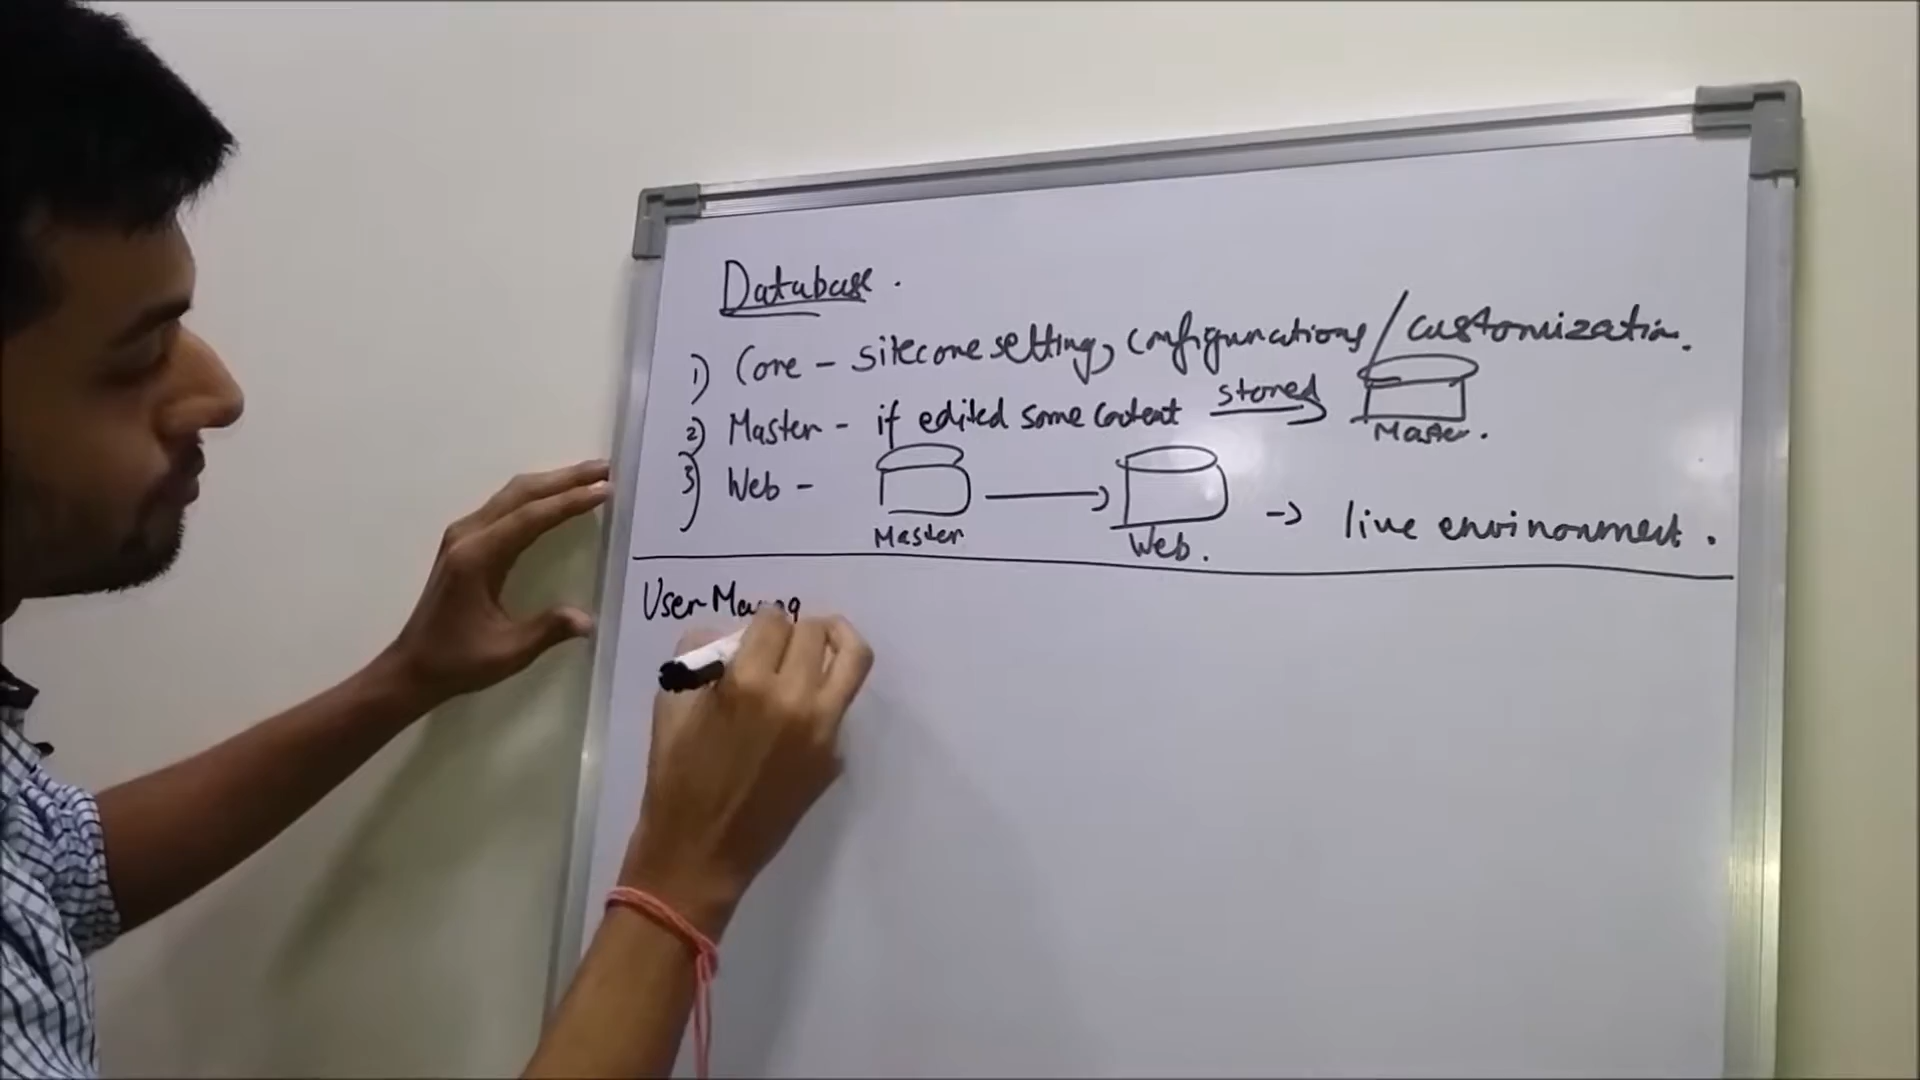 Database.
1) Core - sitecore setting, configurations / customization.
2) Master - if edited some content stored Master.
3) Web - Master Web. -> live environment.
User Manag